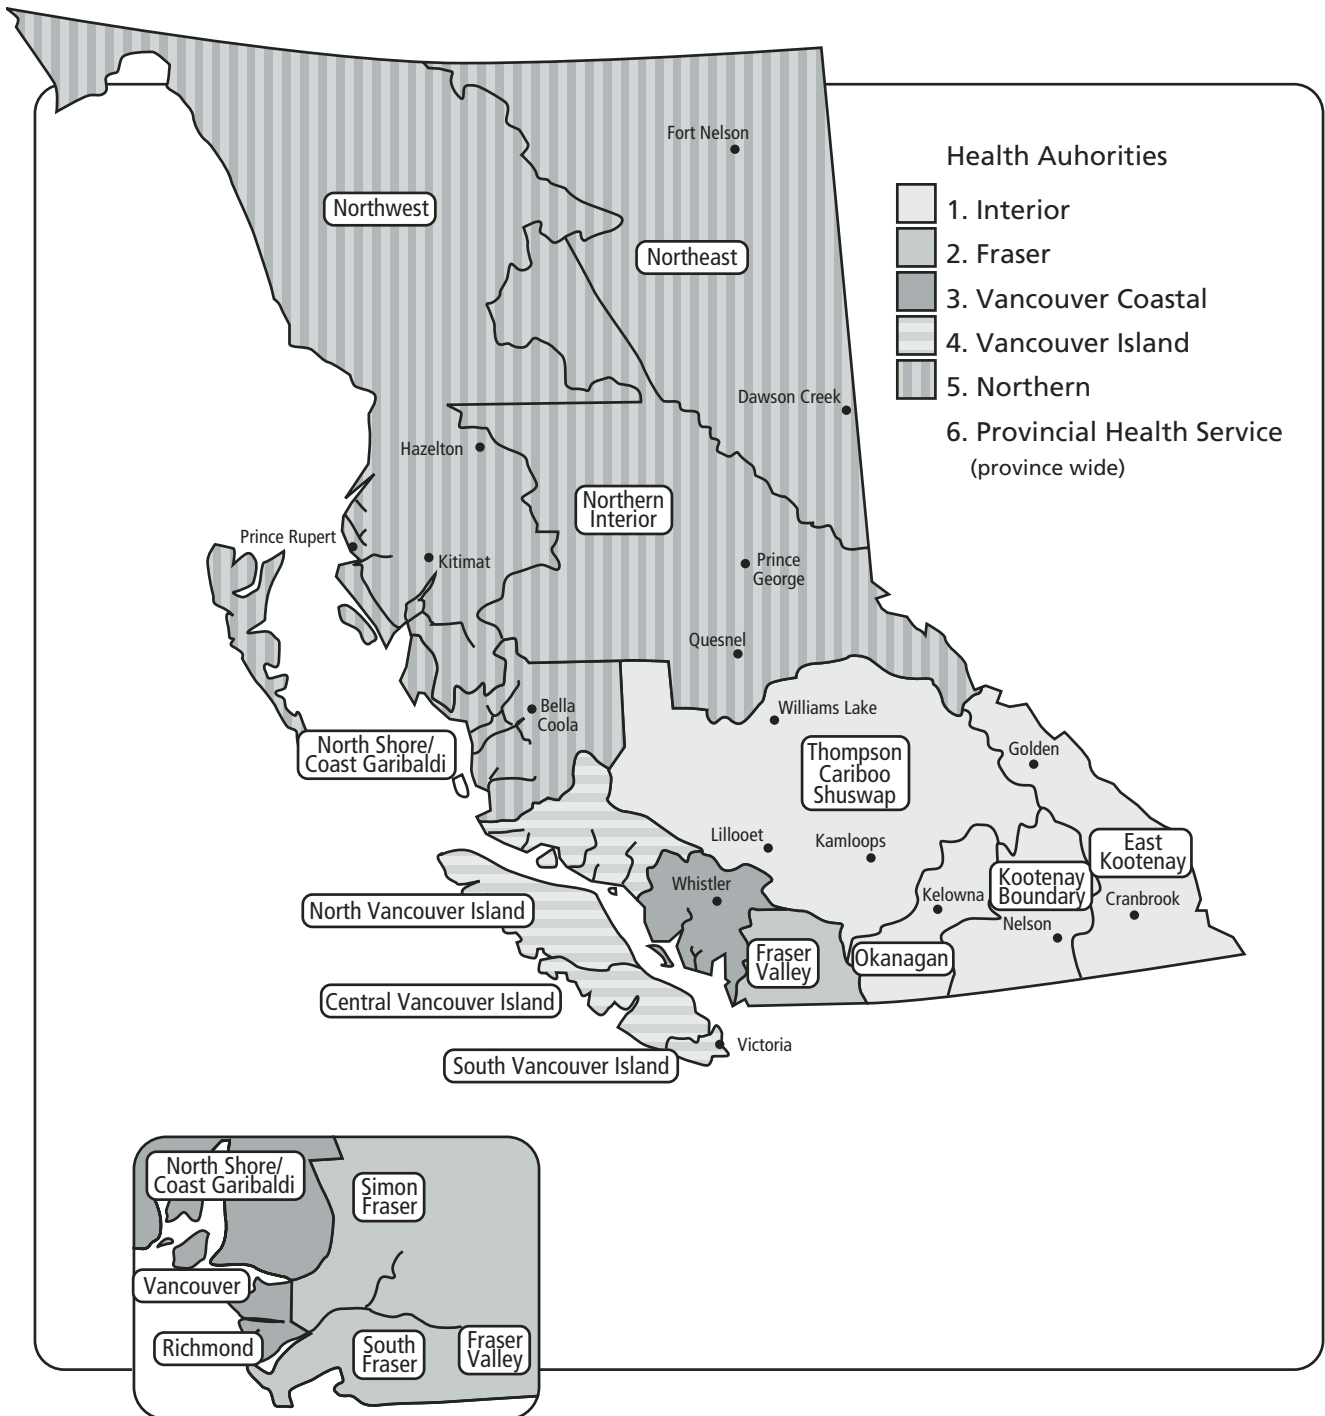 Fort Nelson
Northwest
Northeast
Health Auhorities
1. Interior
2. Fraser
3. Vancouver Coastal
4. Vancouver Island
5. Northern
6. Provincial Health Service
(province wide)
Dawson Creek
Hazelton
Northern
Interior
Prince Rupert
Kitimat
Prince
George
Quesnel
Bella
Coola
Williams Lake
North Shore/
Coast Garibaldi
Thompson
Cariboo
Shuswap
Golden
Lillooet
Kamloops
East
Kootenay
Whistler
Kootenay
Boundary
Kelowna
Cranbrook
North Vancouver Island
Nelson
Fraser
Valley
Okanagan
Central Vancouver Island
Victoria
South Vancouver Island
North Shore/
Coast Garibaldi
Simon
Fraser
Vancouver
Richmond
South
Fraser
Fraser
Valley